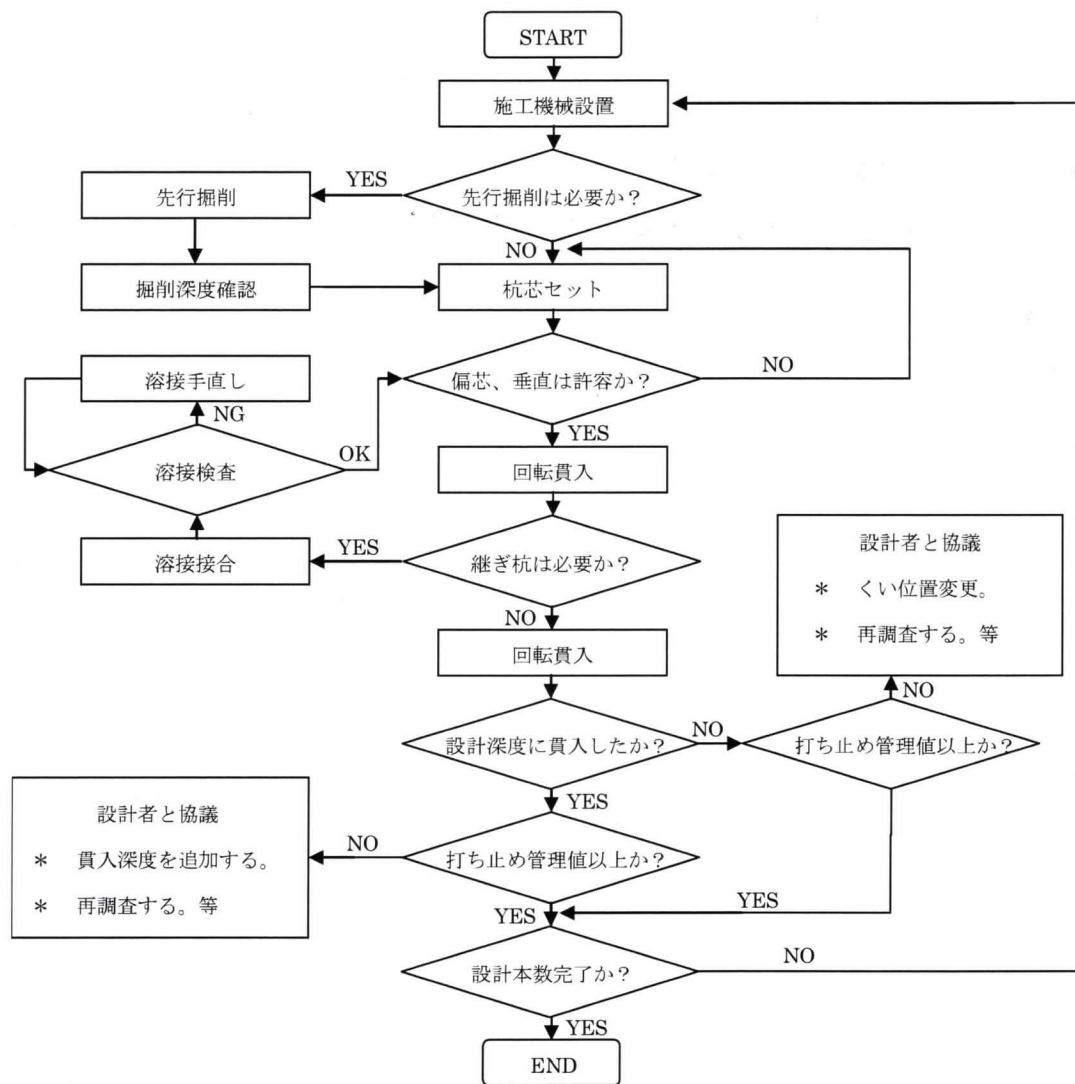 START
施工機械設置
先行掘削は必要か？
YES
先行掘削
NO
掘削深度確認
杭芯セット
偏芯、垂直は許容か？
NO
溶接手直し
NG
YES
溶接検査
OK
回転貫入
継ぎ杭は必要か？
YES
溶接接合
NO
回転貫入
設計者と協議
＊ くい位置変更。
＊ 再調査する。等
NO
設計深度に貫入したか？
NO
打ち止め管理値以上か？
YES
設計者と協議
＊ 貫入深度を追加する。
＊ 再調査する。等
NO
打ち止め管理値以上か？
YES
YES
設計本数完了か？
NO
YES
END